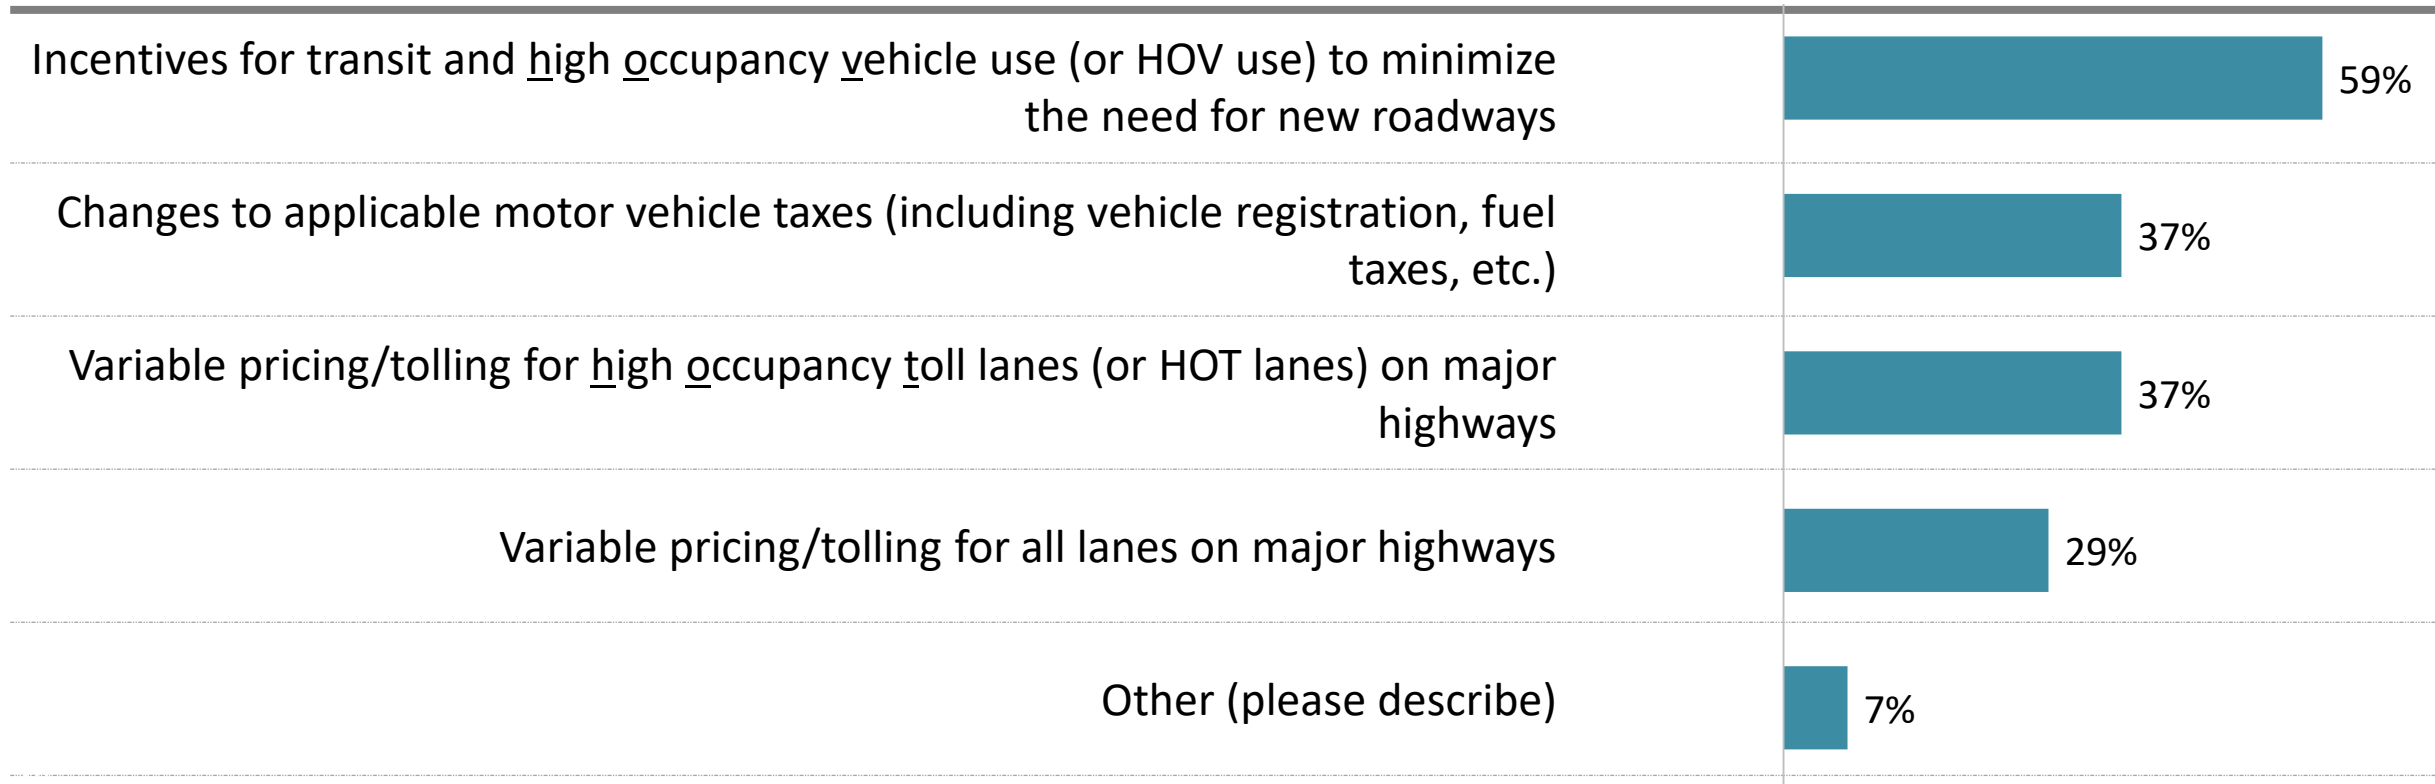 Incentives for transit and high occupancy vehicle use (or HOV use) to minimize
the need for new roadways
59%
Changes to applicable motor vehicle taxes (including vehicle registration, fuel
taxes, etc.)
37%
Variable pricing/tolling for high occupancy toll lanes (or HOT lanes) on major
highways
37%
Variable pricing/tolling for all lanes on major highways
29%
Other (please describe)
7%